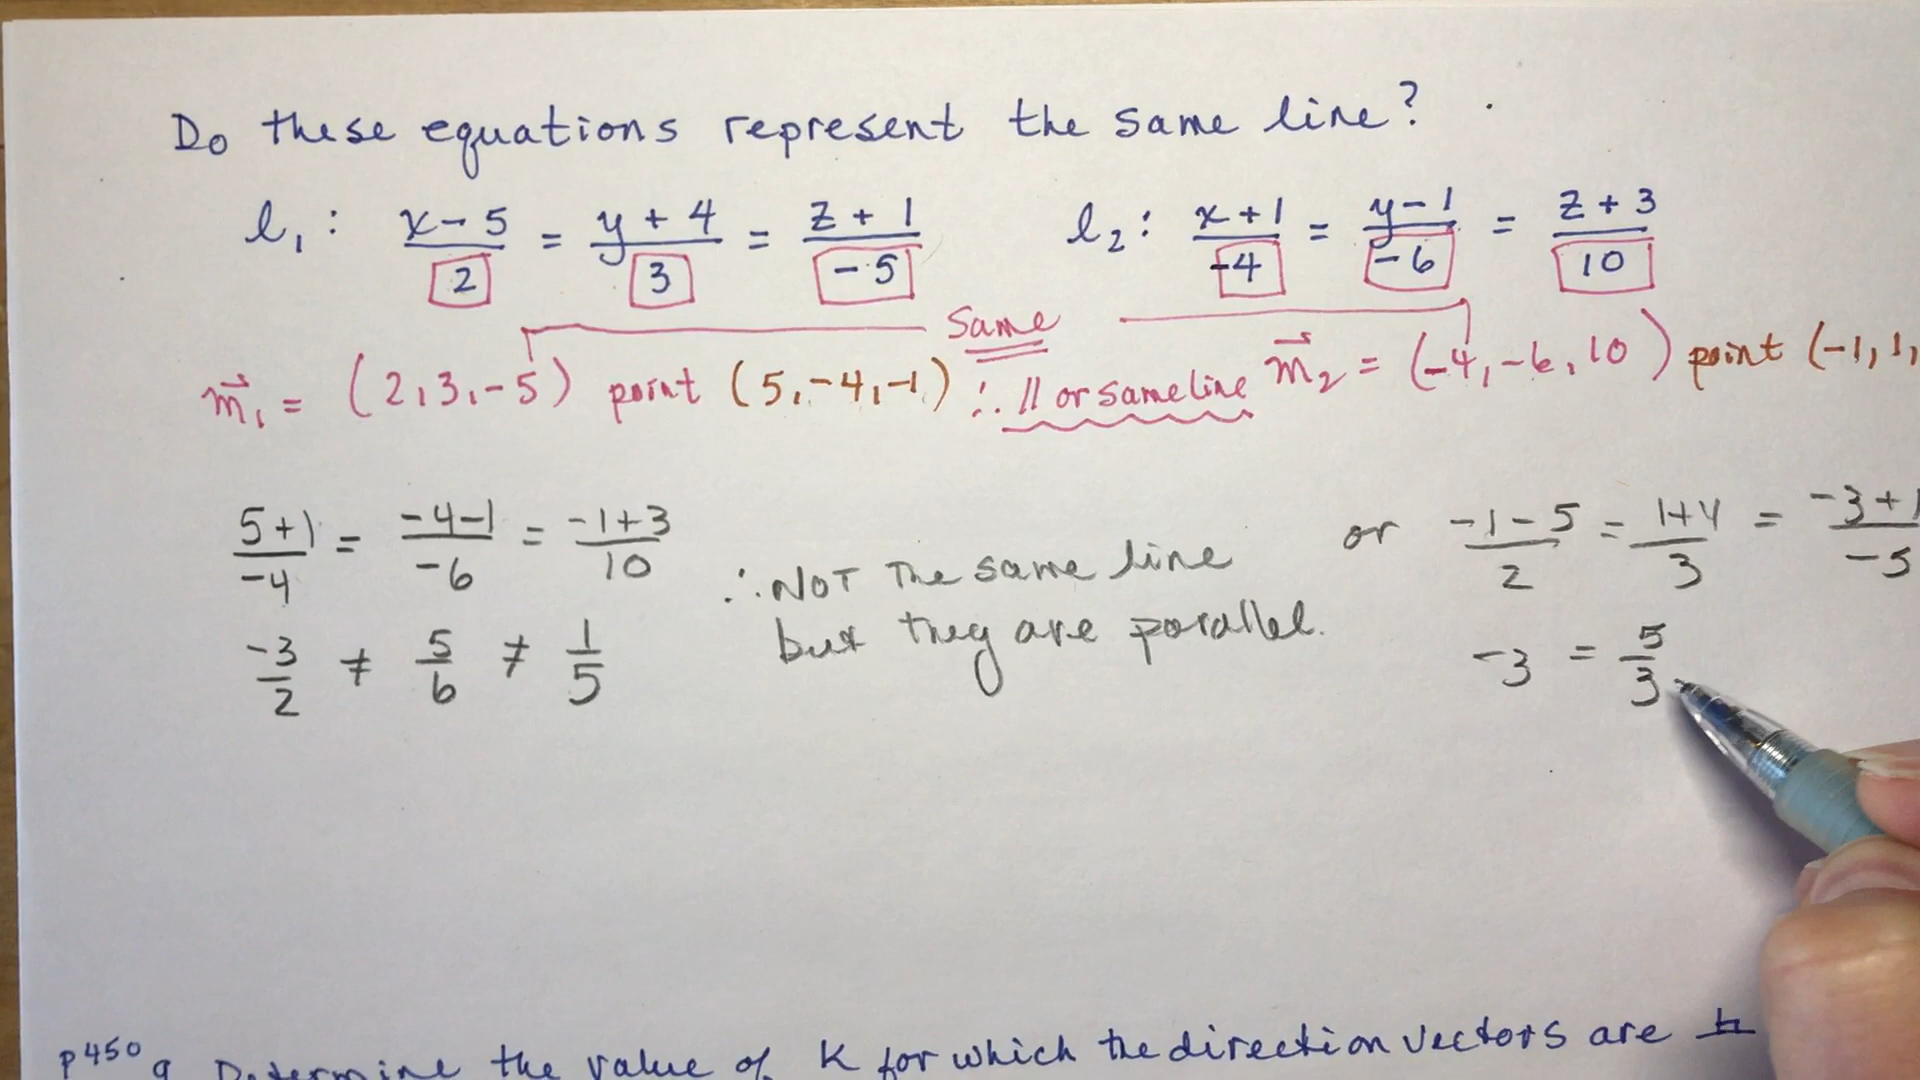 Do these equations represent the same line?
l₁: (x-5)/2 = (y+4)/3 = (z+1)/-5 l₂: (x+1)/-4 = (y-1)/-6 = (z+3)/10
Same
m⃗₁ = (2,3,-5) point (5,-4,-1) ∴ // or same line m⃗₂ = (-4,-6,10) point (-1,1,
(5+1)/-4 = (-4-1)/-6 = (-1+3)/10 or (-1-5)/2 = (1+4)/3 = (-3+1)/-5
∴ NOT the same line
-3/2 ≠ 5/6 ≠ 1/5 but they are parallel. -3 = 5/3
p450 9 Determine the value of K for which the direction vectors are